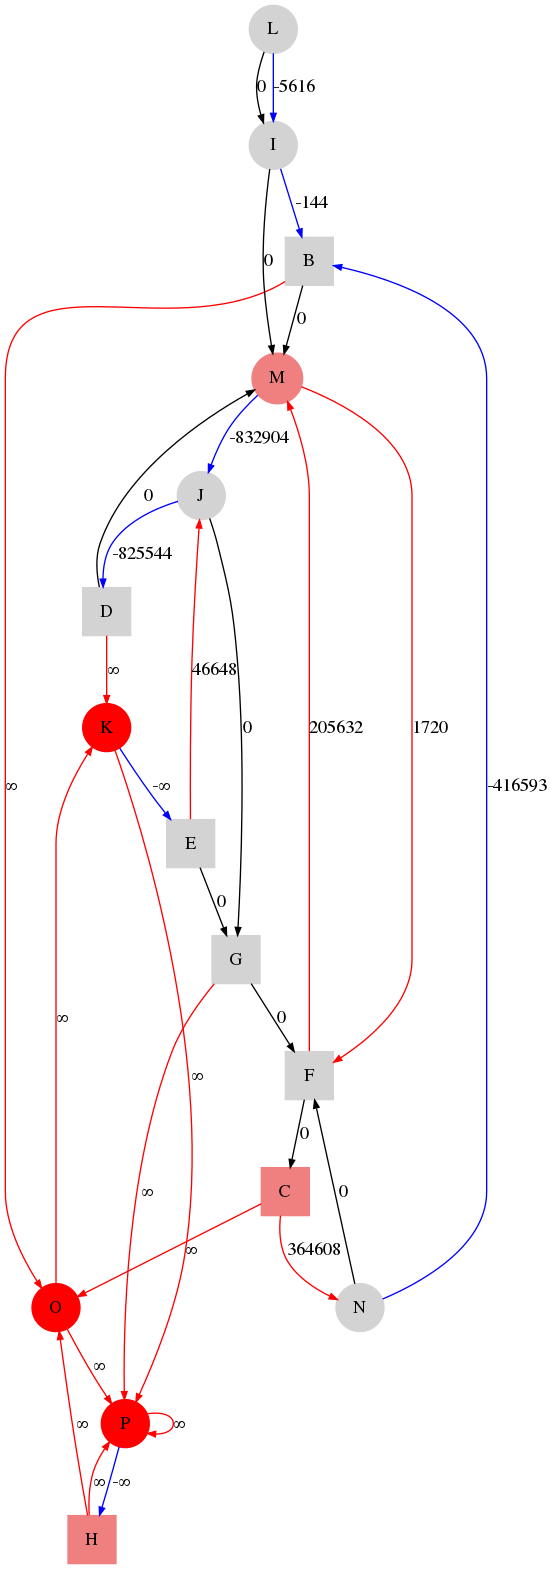 L
0 -5616
I
-144
0 B
0
M
-832904
0 J
-825544
D
∞ 46648 0 205632 1720
K
∞ -∞ -416593
E
0
G
∞ 0
∞ F
0
∞ C 0
∞ 364608
O N
∞
P ∞
∞ ∞ -∞
H